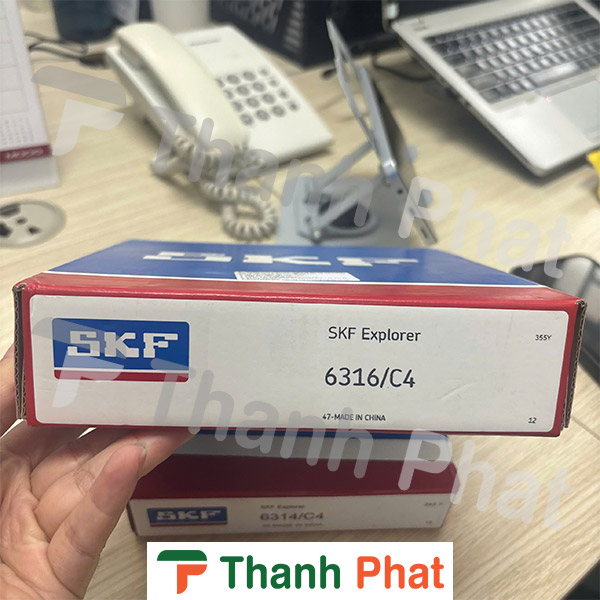 Thanh Phat
SKF
SKF
SKF Explorer
355Y
6316/C4
47-MADE IN CHINA
12
Thanh Phat
SKF
SKF Explorer
6314/C4
Thanh Phat